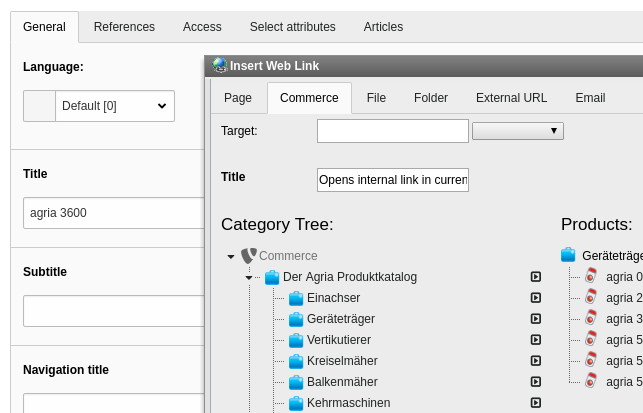 General References Access Select attributes Articles
Language:
Default [0]
Title
agria 3600
Subtitle
Navigation title
Insert Web Link
Page Commerce File Folder External URL Email
Target:
Title Opens internal link in curren
Category Tree:
Commerce
Der Agria Produktkatalog
Einachser
Geräteträger
Vertikutierer
Kreiselmäher
Balkenmäher
Kehrmaschinen
Products:
Geräteträge
agria 0
agria 2
agria 3
agria 5
agria 5
agria 5